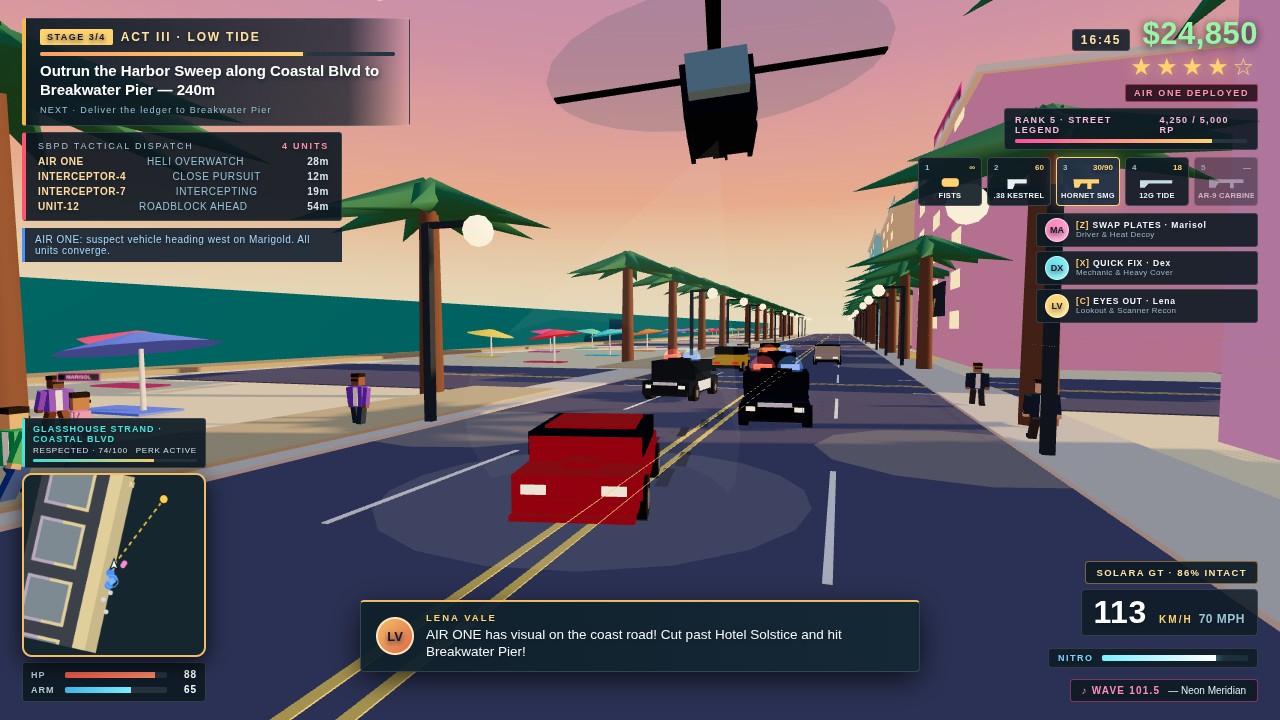 STAGE 3/4 ACT III · LOW TIDE
Outrun the Harbor Sweep along Coastal Blvd to
Breakwater Pier — 240m
NEXT · Deliver the ledger to Breakwater Pier
SBPD TACTICAL DISPATCH 4 UNITS
AIR ONE HELI OVERWATCH 28m
INTERCEPTOR-4 CLOSE PURSUIT 12m
INTERCEPTOR-7 INTERCEPTING 19m
UNIT-12 ROADBLOCK AHEAD 54m
AIR ONE: suspect vehicle heading west on Marigold. All
units converge.
16:45 $24,850
★★★★☆
AIR ONE DEPLOYED
RANK 5 · STREET
LEGEND
4,250 / 5,000
RP
1 ∞ FISTS
2 60 .38 KESTREL
3 30/90 HORNET SMG
4 18 12G TIDE
5 — AR-9 CARBINE
MA [Z] SWAP PLATES · Marisol
Driver & Heat Decoy
DX [X] QUICK FIX · Dex
Mechanic & Heavy Cover
LV [C] EYES OUT · Lena
Lookout & Scanner Recon
MARISOL
GLASSHOUSE STRAND ·
COASTAL BLVD
RESPECTED · 74/100 PERK ACTIVE
N
HP 88
ARM 65
LV
LENA VALE
AIR ONE has visual on the coast road! Cut past Hotel Solstice and hit
Breakwater Pier!
SOLARA GT · 86% INTACT
113 KM/H 70 MPH
NITRO
♪ WAVE 101.5 — Neon Meridian